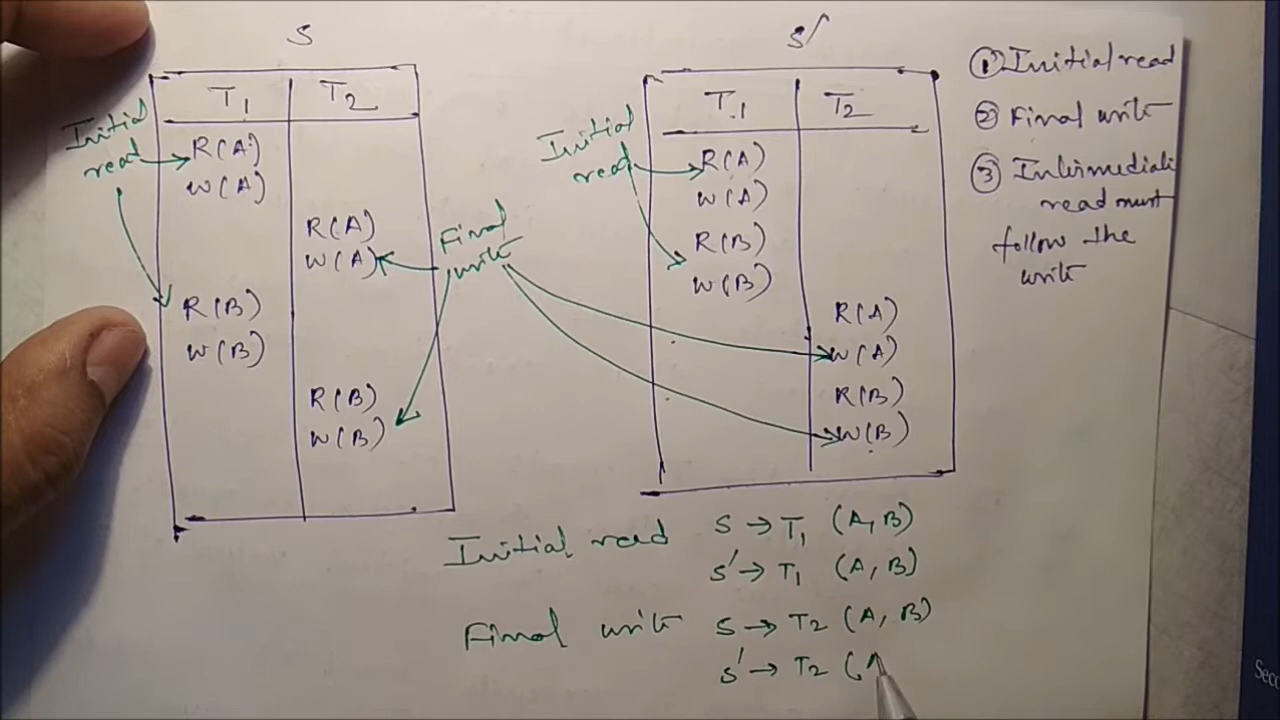 S
T1 T2
Initial
read
R(A)
W(A)
R(A)
W(A)
R(B)
W(B)
R(B)
W(B)
Final
write
S'
T1 T2
Initial
read
R(A)
W(A)
R(B)
W(B)
R(A)
W(A)
R(B)
W(B)
① Initial read
② Final write
③ Intermediate
read must
follow the
write
Initial read S → T1 (A, B)
S' → T1 (A, B)
Final write S → T2 (A, B)
S' → T2 (A